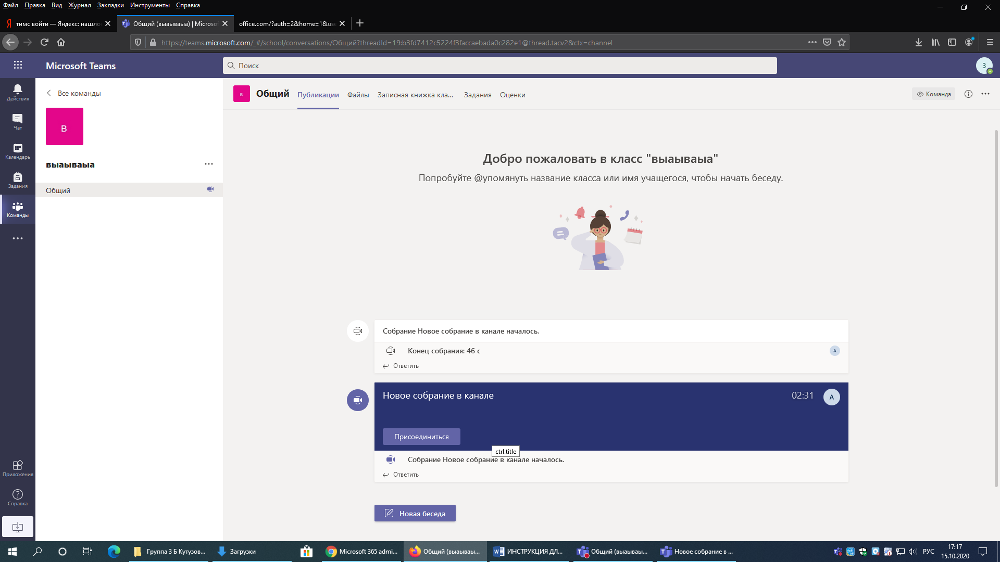 Файл Правка Вид Журнал Закладки Инструменты Справка
тимс войти — Яндекс: нашло
Общий (выаываыа) | Microsof
office.com/?auth=2&home=1&use
https://teams.microsoft.com/_#/school/conversations/Общий?threadId=19:b3fd7412c5224f3faccaebada0c282e1@thread.tacv2&ctx=channel
Microsoft Teams
Поиск
З
Действия
Чат
Календарь
Задания
Команды
Приложения
Справка
Все команды
В
выаываыа
Общий
В
Общий
Публикации Файлы Записная книжка кла... Задания Оценки
Команда
Добро пожаловать в класс "выаываыа"
Попробуйте @упомянуть название класса или имя учащегося, чтобы начать беседу.
Собрание Новое собрание в канале началось.
Конец собрания: 46 с
А
Ответить
Новое собрание в канале
02:31
А
Присоединиться
ctrl.title
Собрание Новое собрание в канале началось.
Ответить
Новая беседа
Группа 3 Б Кутузов...
Загрузки
Microsoft 365 admi...
Общий (выаываы...
ИНСТРУКЦИЯ ДЛ...
Общий (выаываы...
Новое собрание в ...
РУС
17:17
15.10.2020